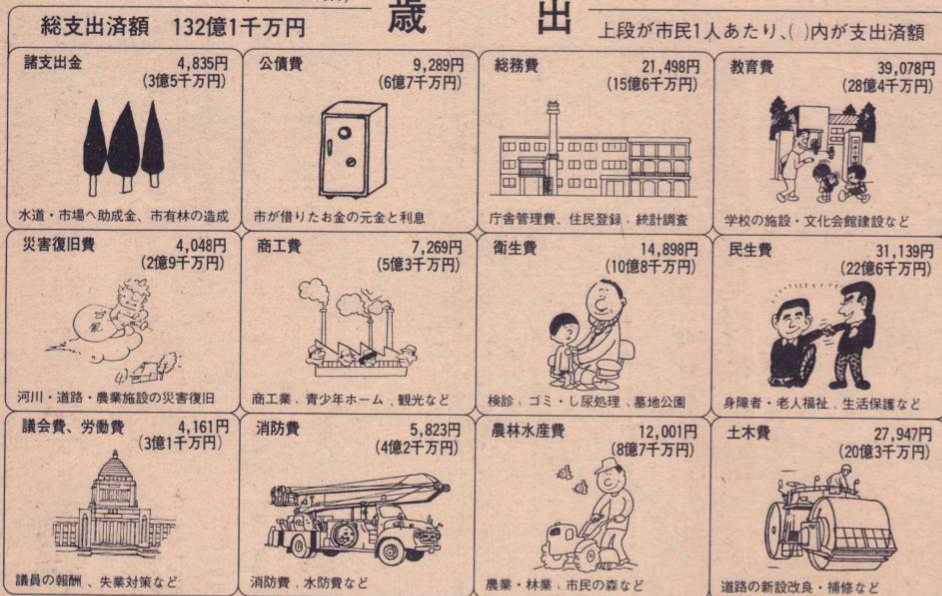 歳出
総支出済額 132億1千万円
上段が市民1人あたり、( )内が支出済額
諸支出金 4,835円
(3億5千万円)
水道・市場へ助成金、市有林の造成
公債費 9,289円
(6億7千万円)
市が借りたお金の元金と利息
総務費 21,498円
(15億6千万円)
庁舎管理費、住民登録、統計調査
教育費 39,078円
(28億4千万円)
学校の施設・文化会館建設など
災害復旧費 4,048円
(2億9千万円)
河川・道路・農業施設の災害復旧
商工費 7,269円
(5億3千万円)
商工業、青少年ホーム、観光など
衛生費 14,898円
(10億8千万円)
検診、ゴミ・し尿処理、墓地公園
民生費 31,139円
(22億6千万円)
身障者・老人福祉、生活保護など
議会費、労働費 4,161円
(3億1千万円)
議員の報酬、失業対策など
消防費 5,823円
(4億2千万円)
消防費、水防費など
農林水産費 12,001円
(8億7千万円)
農業・林業、市民の森など
土木費 27,947円
(20億3千万円)
道路の新設改良・補修など